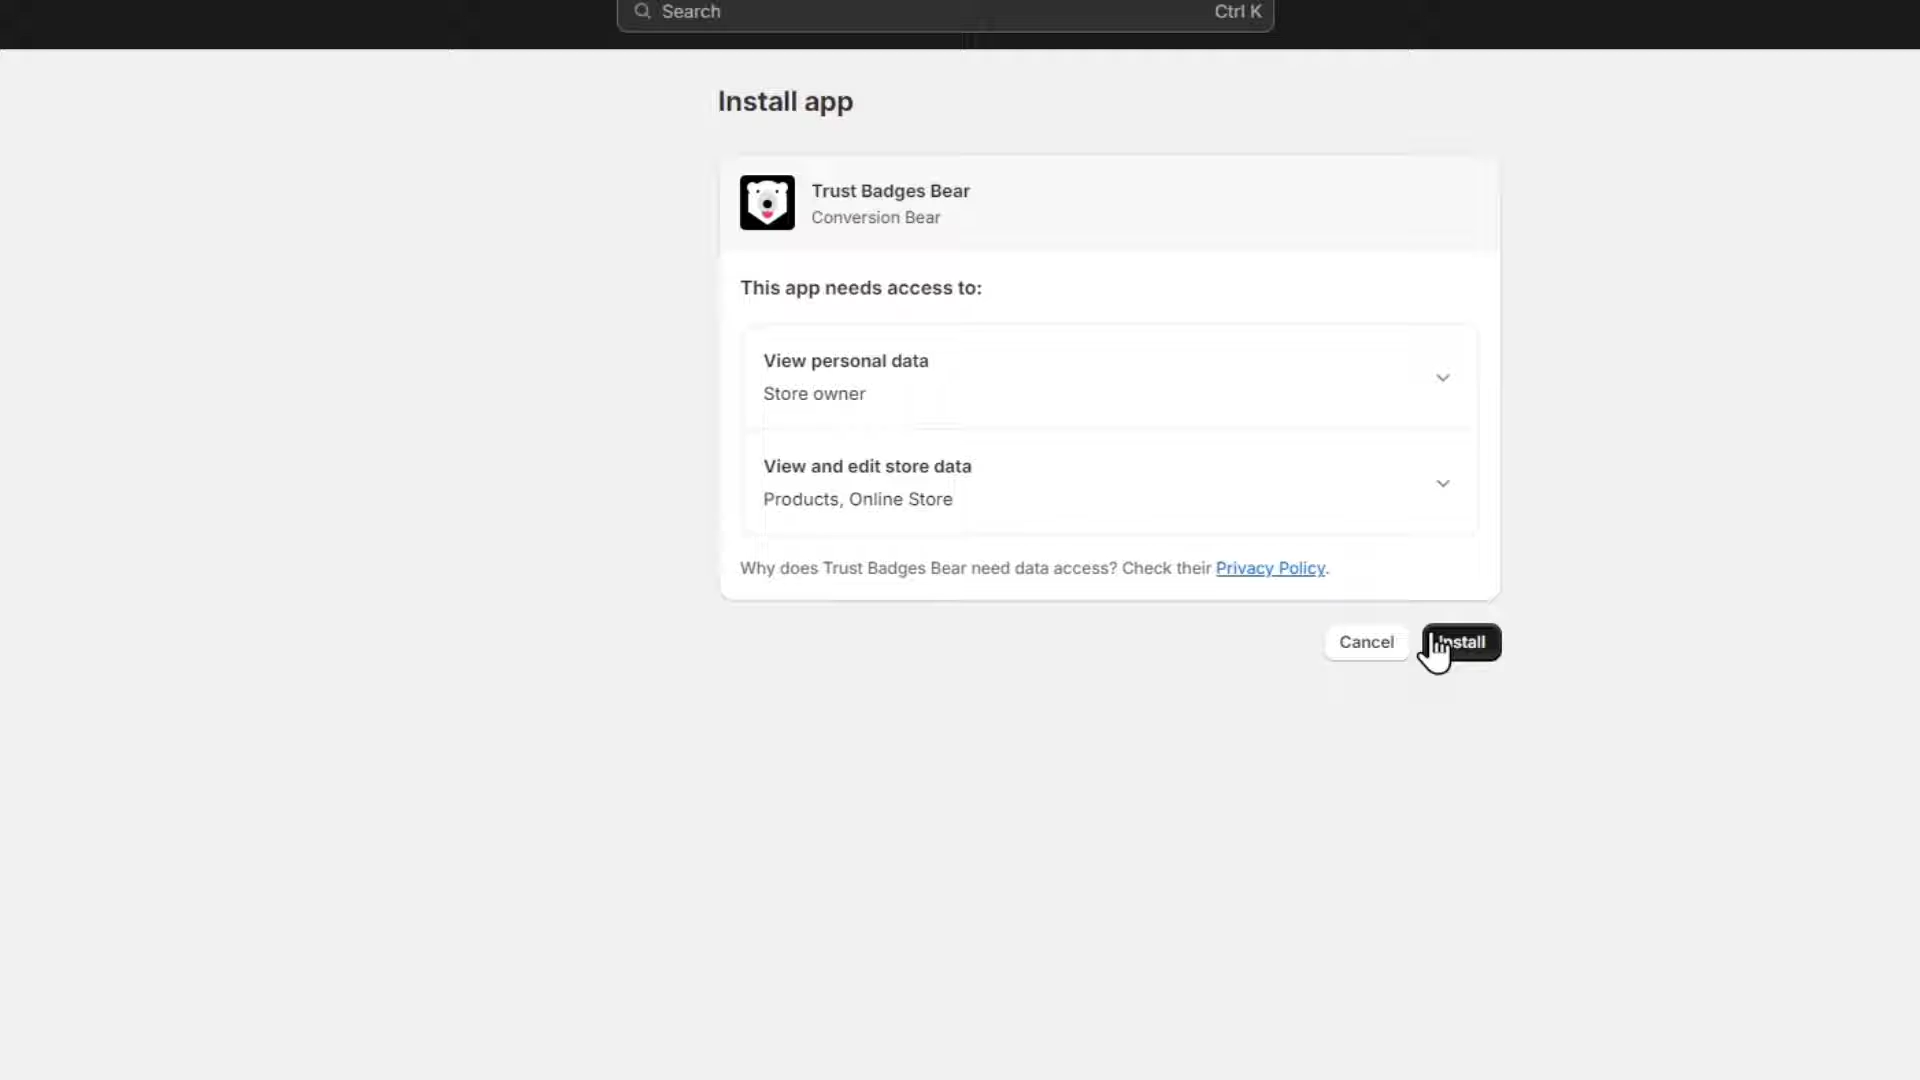 Search Ctrl K
Install app
Trust Badges Bear
Conversion Bear
This app needs access to:
View personal data
Store owner
View and edit store data
Products, Online Store
Why does Trust Badges Bear need data access? Check their Privacy Policy.
Cancel Install